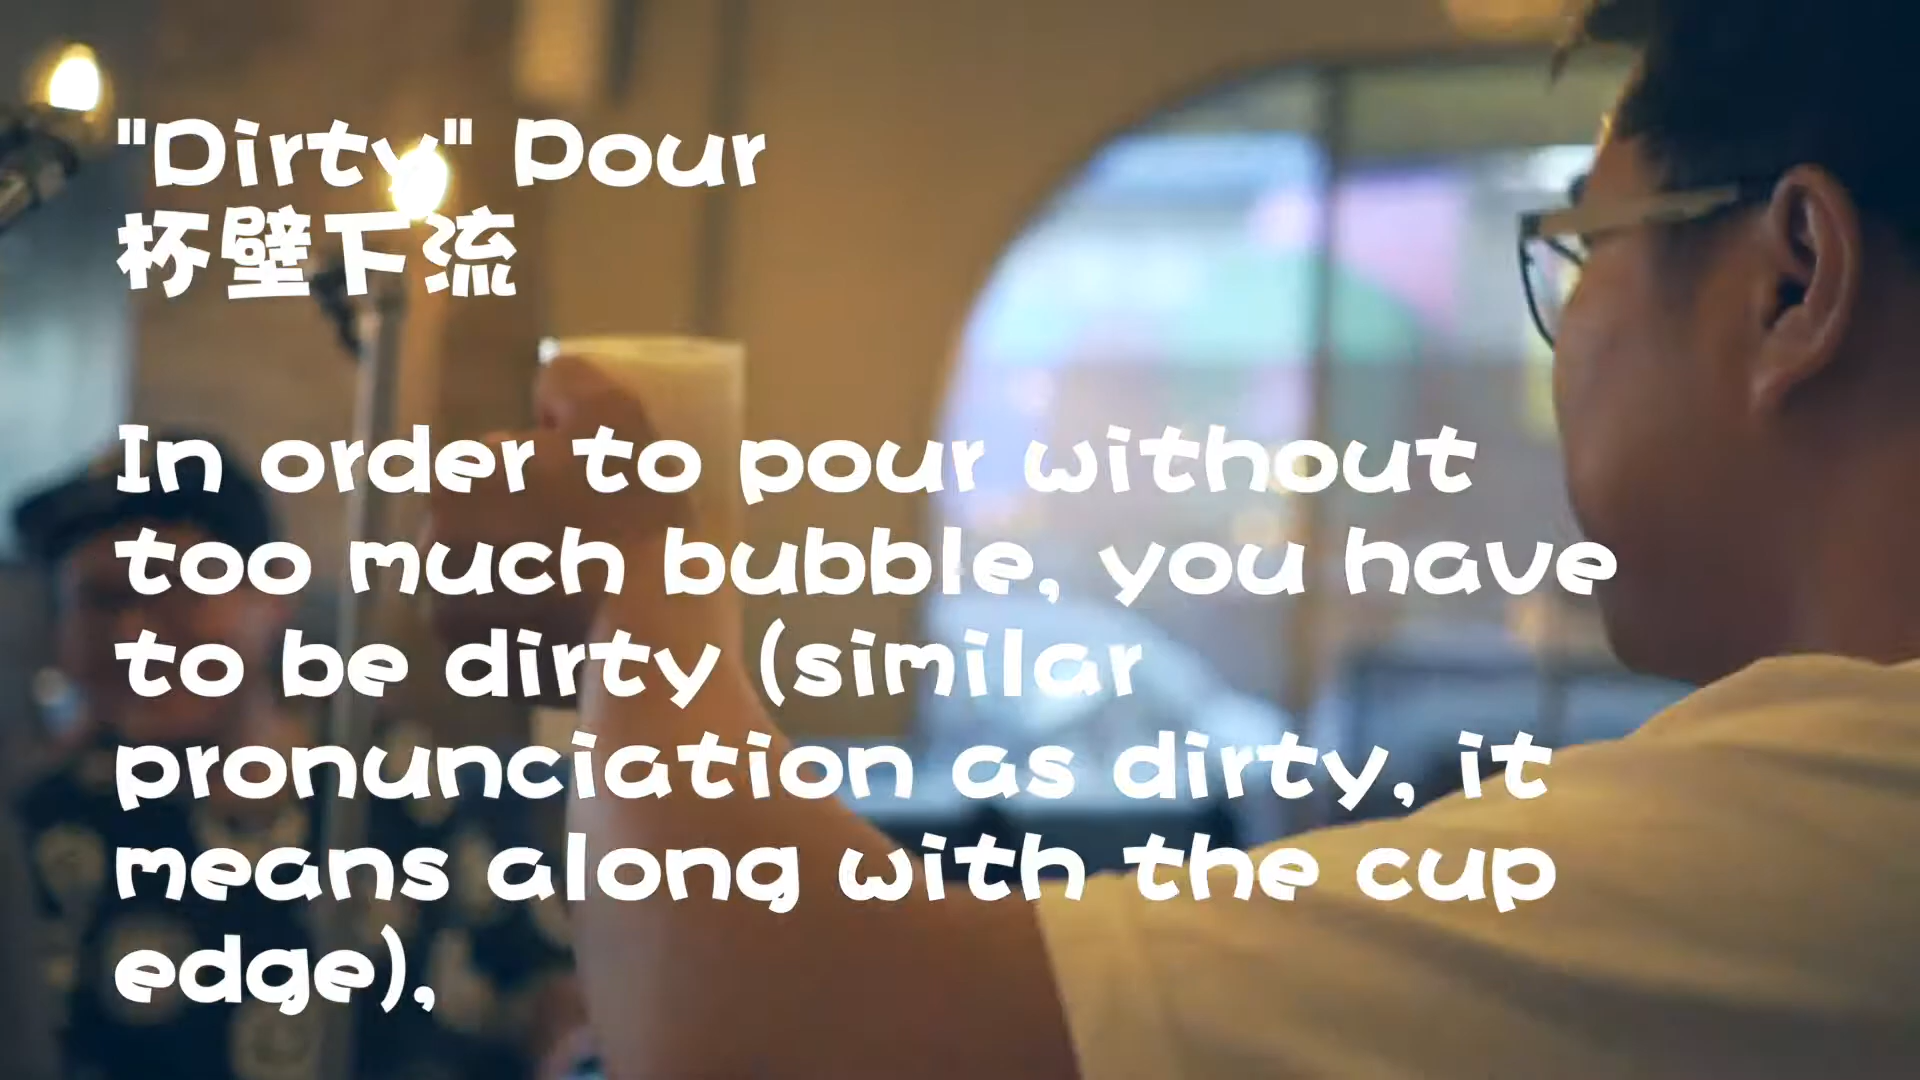 "Dirty" Pour
杯壁下流
In order to pour without
too much bubble, you have
to be dirty (similar
pronunciation as dirty, it
means along with the cup
edge),